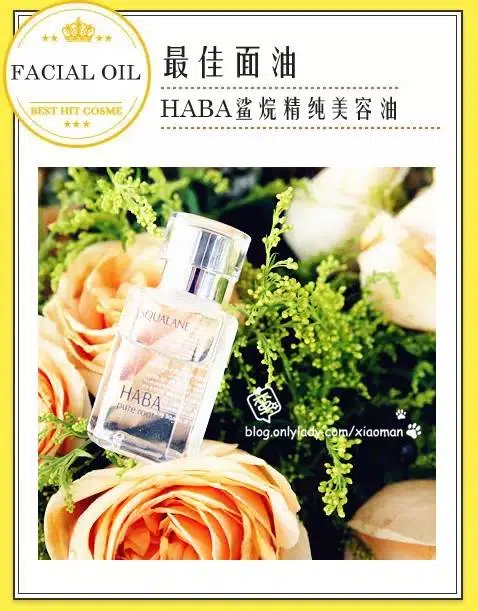 FACIAL OIL
BEST HIT COSME
最佳面油
HABA鲨烷精纯美容油
SQUALANE
HABA
pure roots
blog.onlylady.com/xiaoman